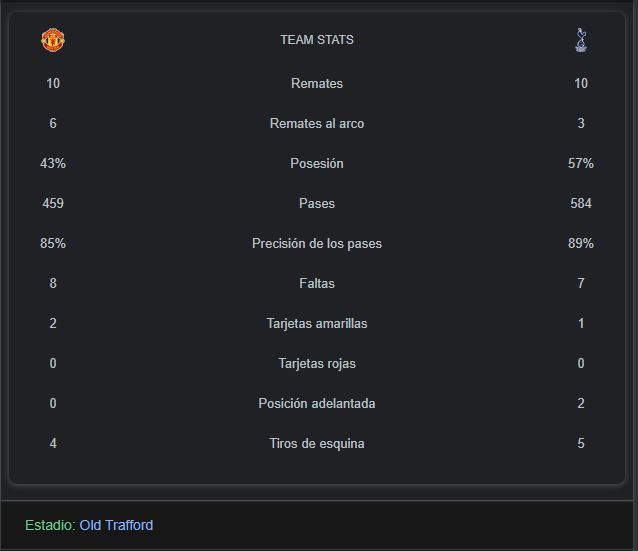 TEAM STATS
10 Remates 10
6 Remates al arco 3
43% Posesión 57%
459 Pases 584
85% Precisión de los pases 89%
8 Faltas 7
2 Tarjetas amarillas 1
0 Tarjetas rojas 0
0 Posición adelantada 2
4 Tiros de esquina 5
Estadio: Old Trafford